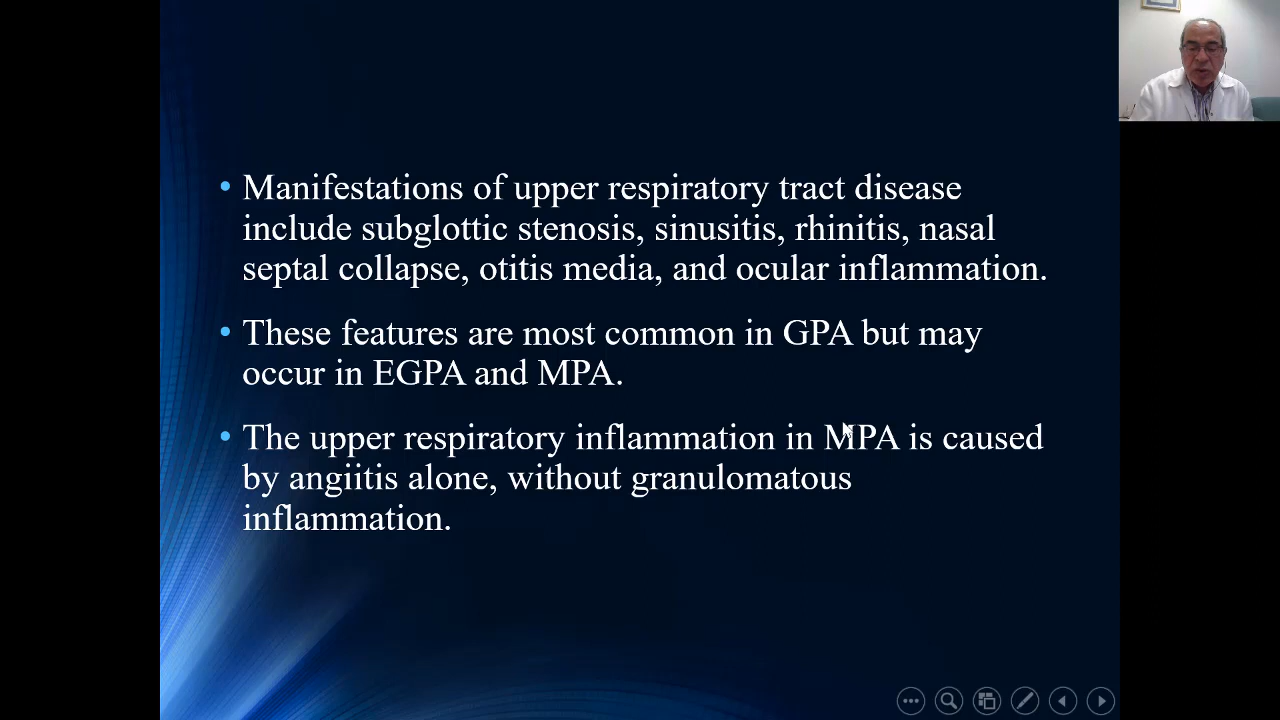 • Manifestations of upper respiratory tract disease
include subglottic stenosis, sinusitis, rhinitis, nasal
septal collapse, otitis media, and ocular inflammation.
• These features are most common in GPA but may
occur in EGPA and MPA.
• The upper respiratory inflammation in MPA is caused
by angiitis alone, without granulomatous
inflammation.